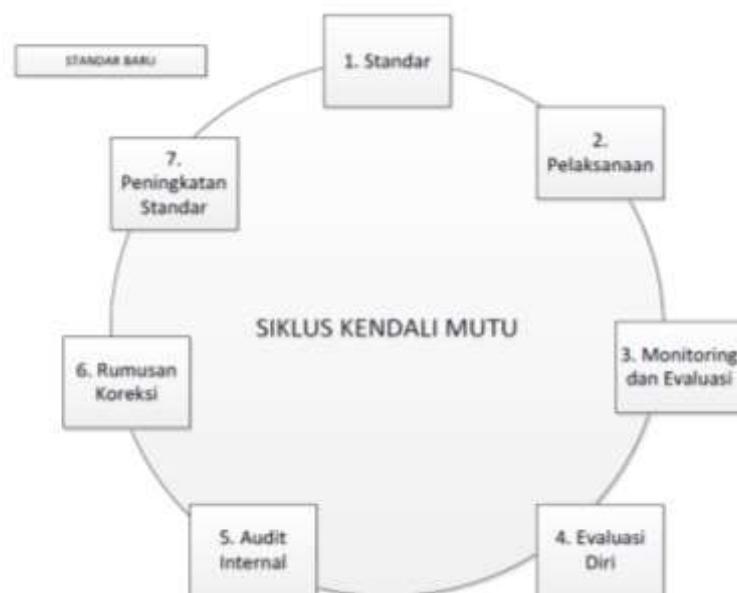 STANDAR BARU
1. Standar
2.
Pelaksanaan
3. Monitoring
dan Evaluasi
4. Evaluasi
Diri
5. Audit
Internal
6. Rumusan
Koreksi
7.
Peningkatan
Standar
SIKLUS KENDALI MUTU